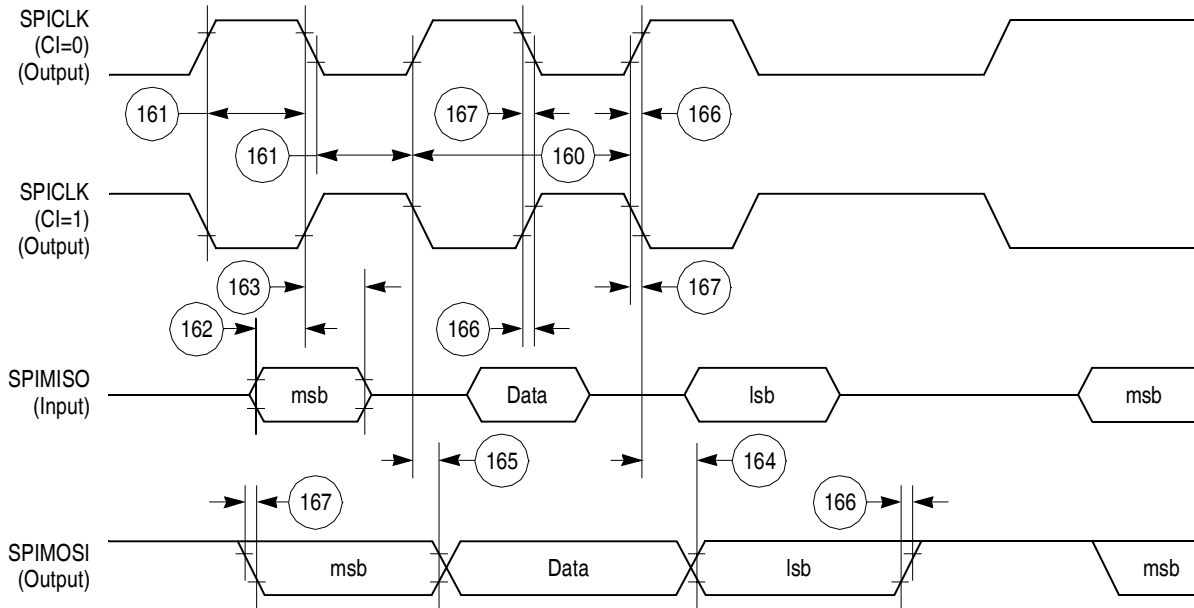 SPICLK
(CI=0)
(Output)
161
167
166
161
160
SPICLK
(CI=1)
(Output)
163
167
162
166
SPIMISO
(Input)
msb
Data
lsb
msb
165
164
167
166
SPIMOSI
(Output)
msb
Data
lsb
msb